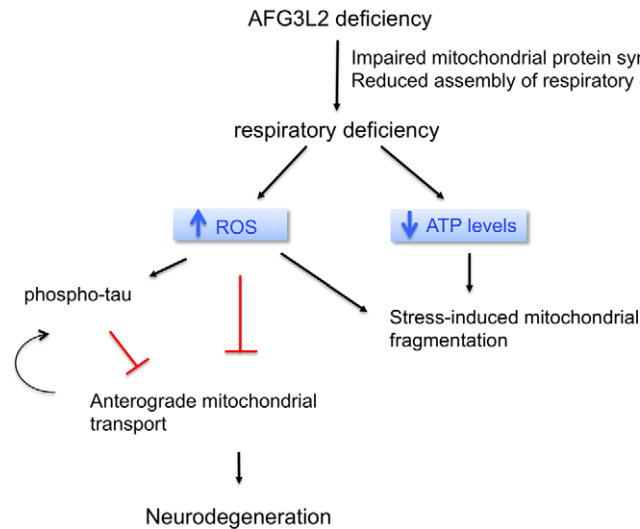 AFG3L2 deficiency
Impaired mitochondrial protein
Reduced assembly of respiratory
respiratory deficiency
ROS
ATP levels
phospho-tau
Stress-induced mitochondrial
fragmentation
Anterograde mitochondrial
transport
Neurodegeneration